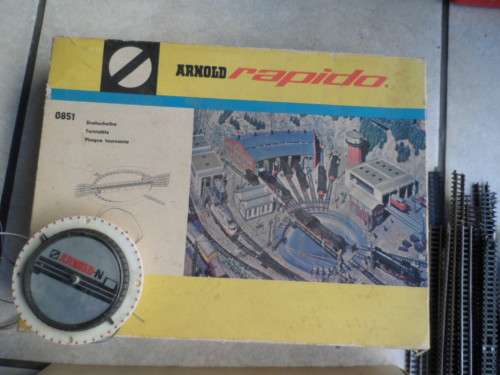 ARNOLD rapido.
0851
Drehscheibe
Turntable
Plaque tournante
ARNOLD-N